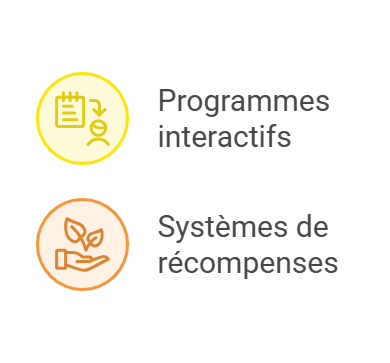 Programmes
interactifs
Systèmes de
récompenses